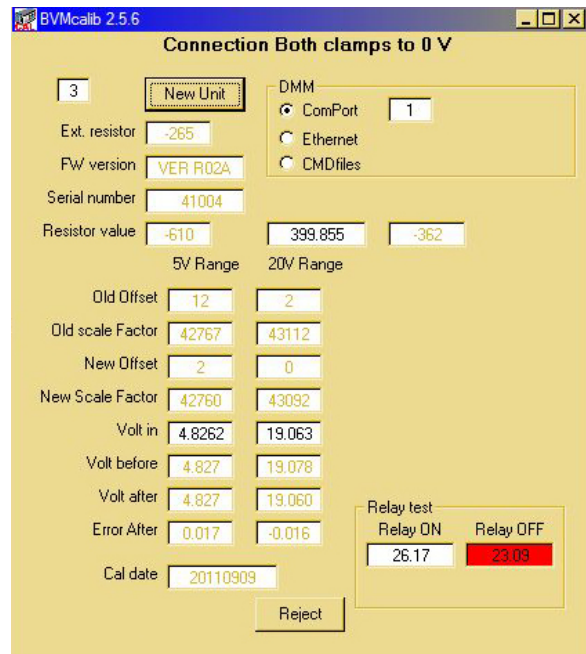 CAL BVMcalib 2.5.6
Connection Both clamps to 0 V
3 New Unit
DMM
ComPort 1
Ethernet
CMDfiles
Ext. resistor -265
FW version VER R02A
Serial number 41004
Resistor value -610 399.855 -362
5V Range 20V Range
Old Offset 12 2
Old scale Factor 42767 43112
New Offset 2 0
New Scale Factor 42760 43092
Volt in 4.8262 19.063
Volt before 4.827 19.078
Volt after 4.827 19.060
Error After 0.017 -0.016
Cal date 20110909
Relay test
Relay ON Relay OFF
26.17 23.09
Reject